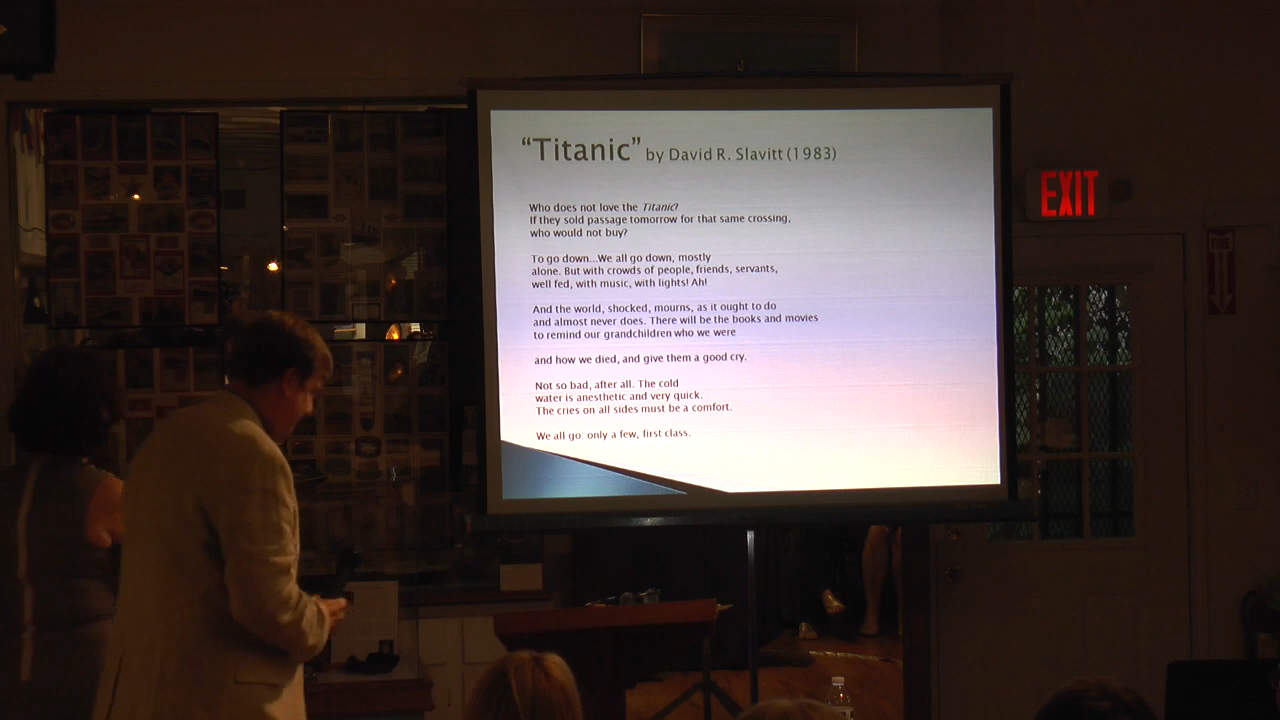 “Titanic” by David R. Slavitt (1983)
Who does not love the Titanic?
If they sold passage tomorrow for that same crossing,
who would not buy?
To go down...We all go down, mostly
alone. But with crowds of people, friends, servants,
well fed, with music, with lights! Ah!
And the world, shocked, mourns, as it ought to do
and almost never does. There will be the books and movies
to remind our grandchildren who we were
and how we died, and give them a good cry.
Not so bad, after all. The cold
water is anesthetic and very quick.
The cries on all sides must be a comfort.
We all go: only a few, first class.
EXIT
FIRE